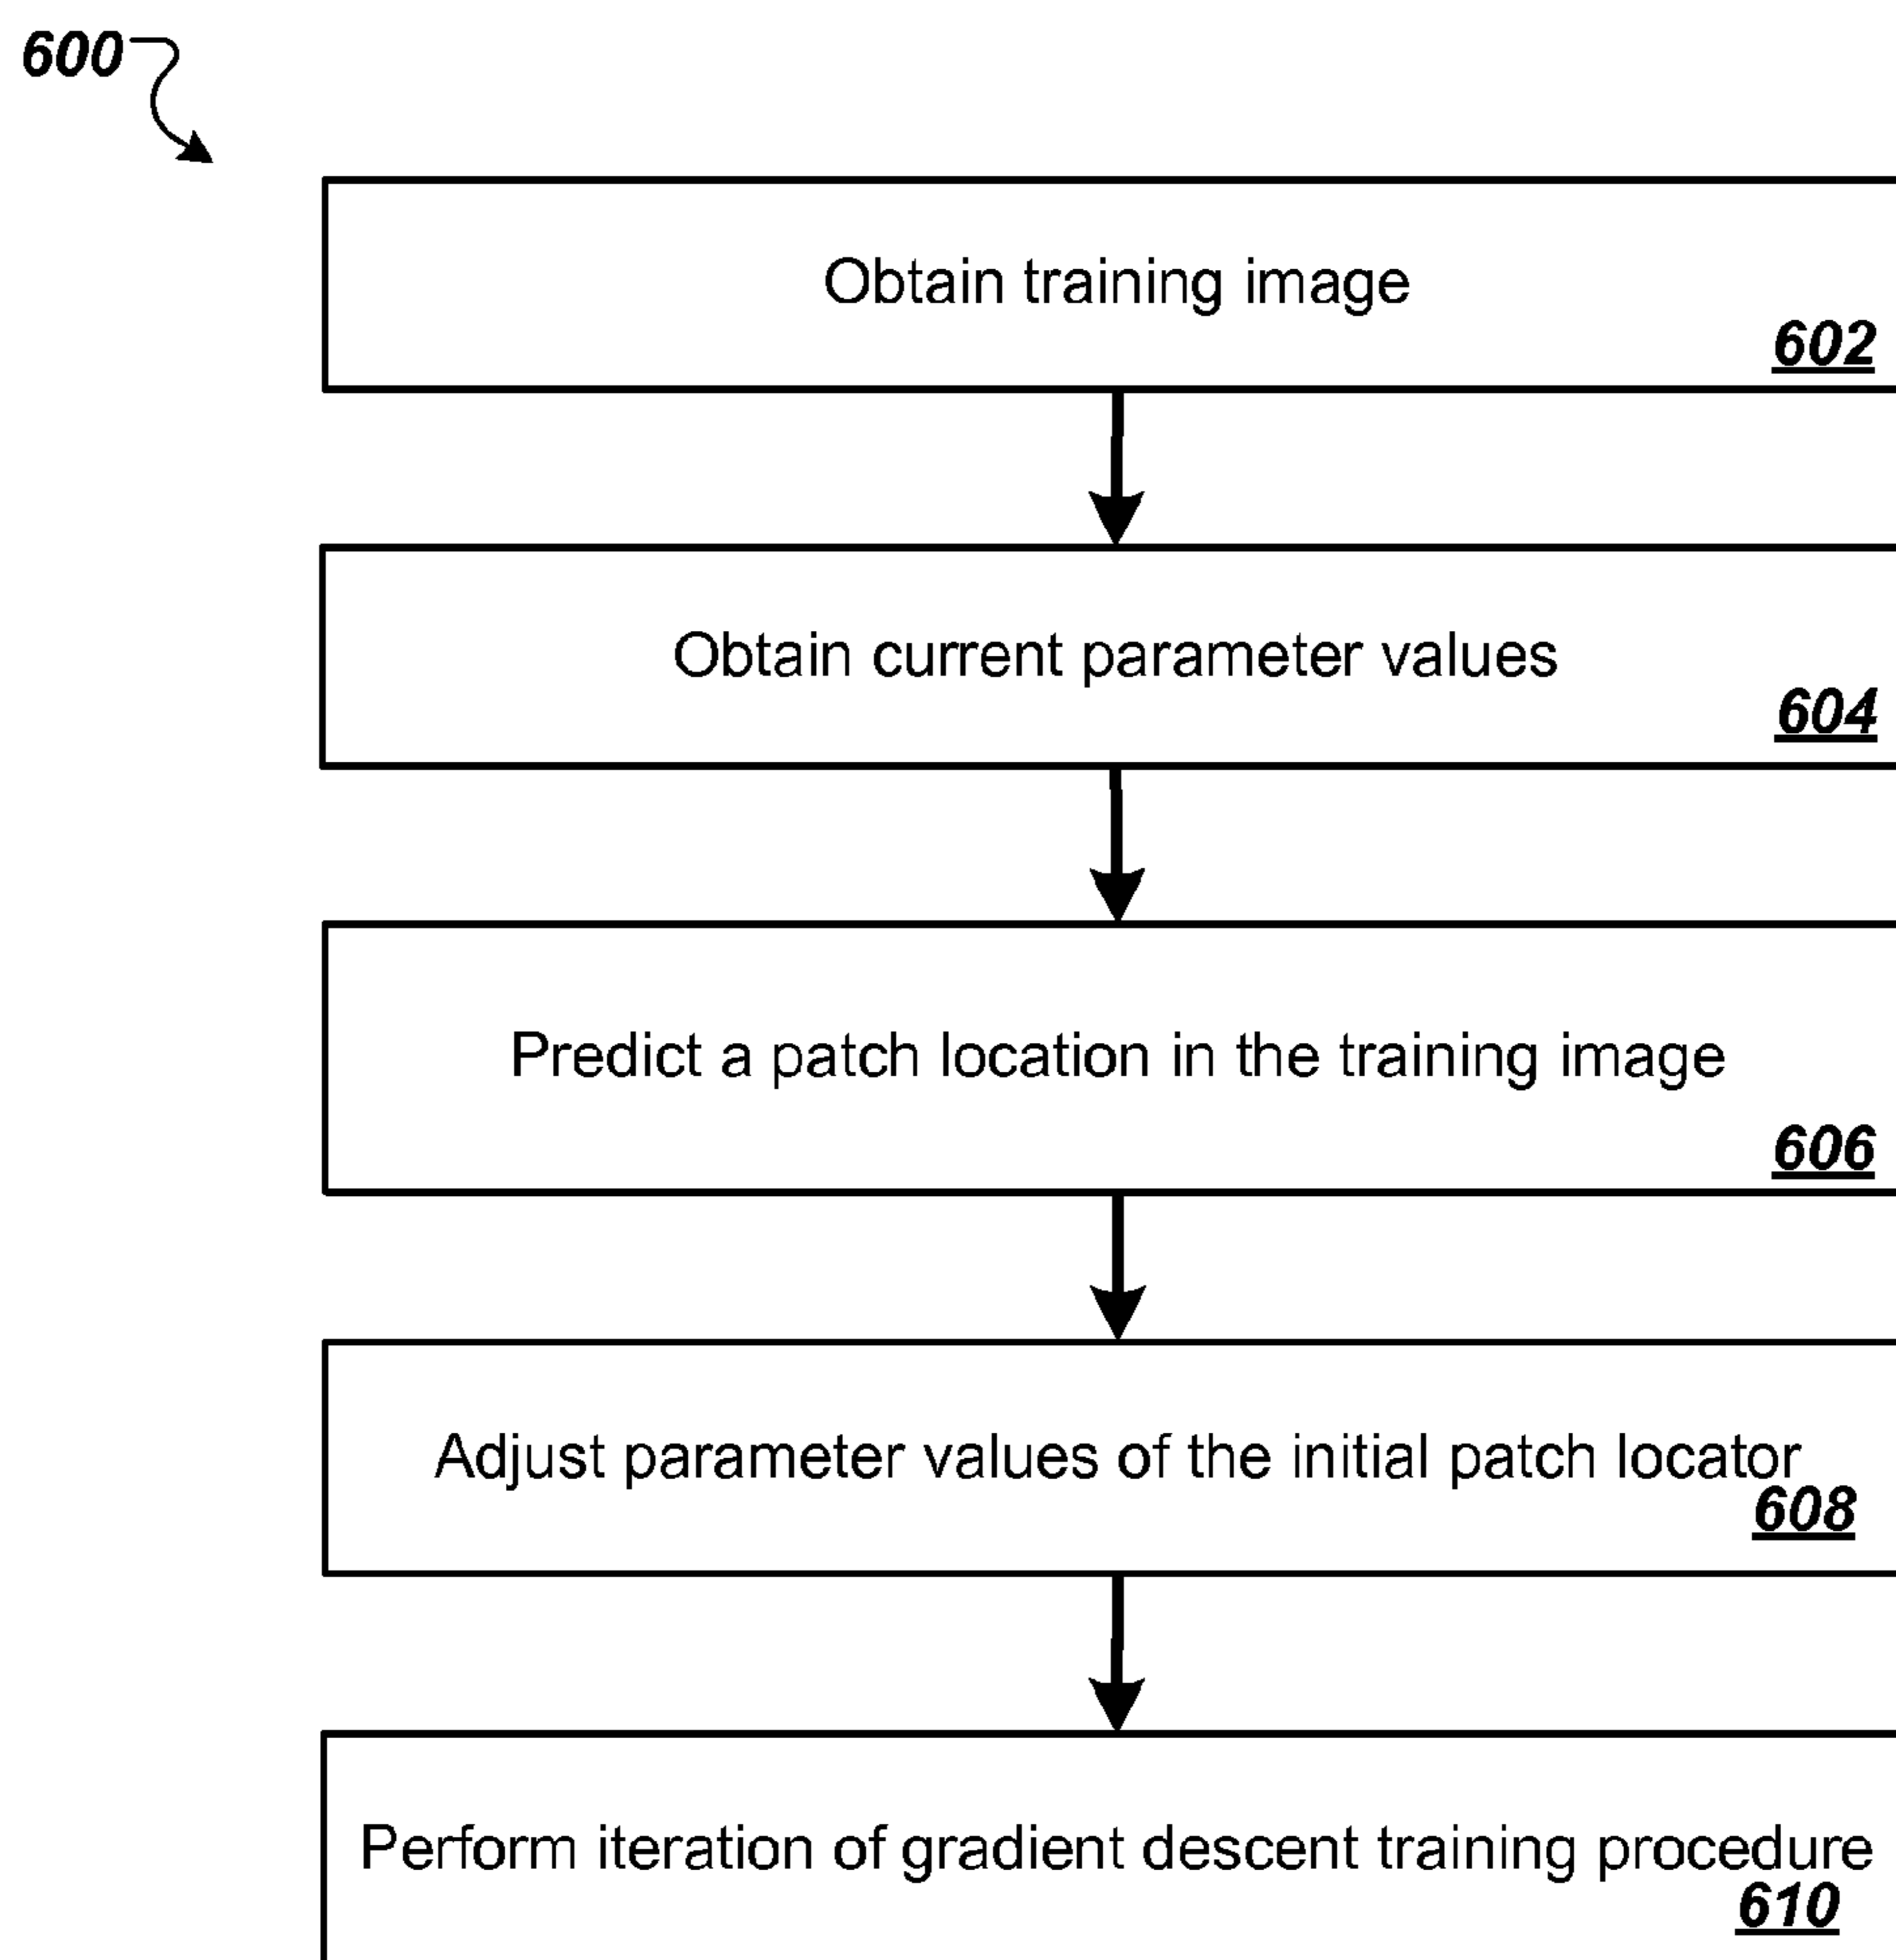 600
Obtain training image
602
Obtain current parameter values
604
Predict a patch location in the training image
606
Adjust parameter values of the initial patch locator
608
Perform iteration of gradient descent training procedure
610